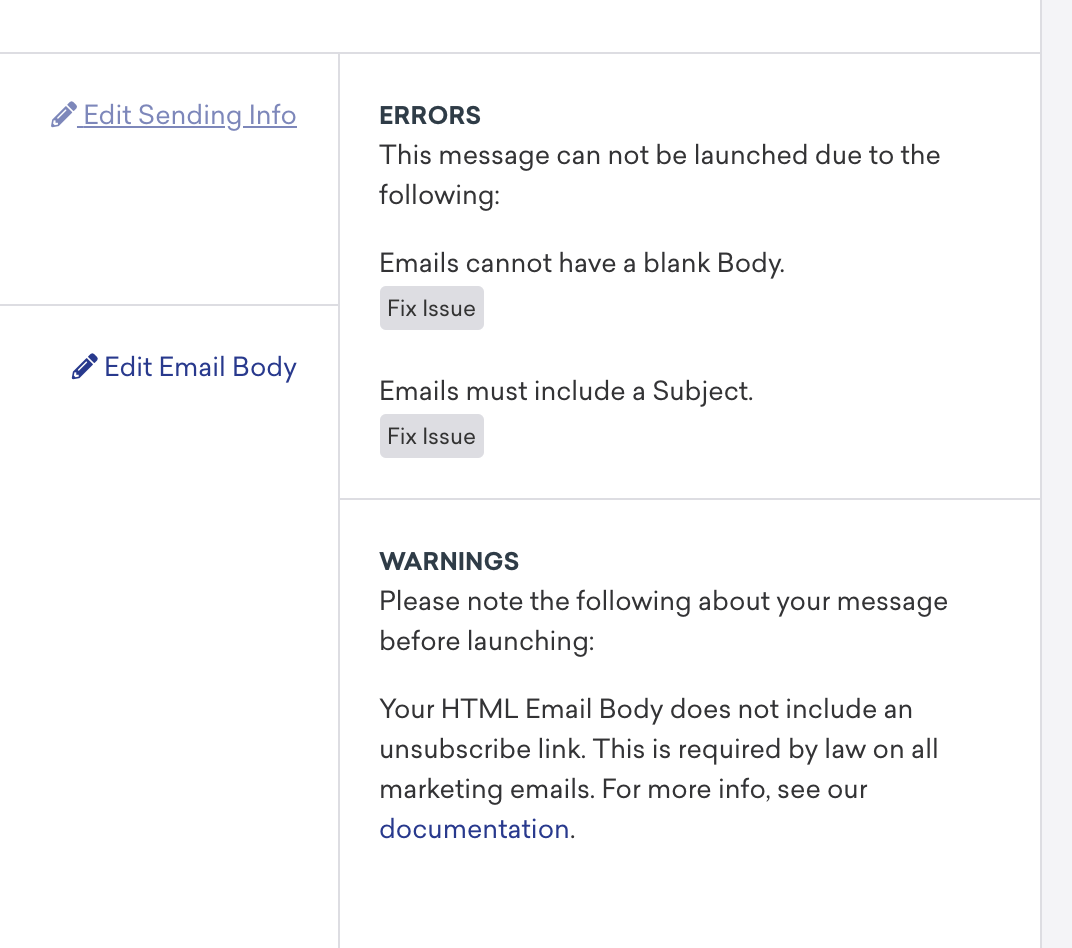 Edit Sending Info
Edit Email Body
ERRORS
This message can not be launched due to the
following:
Emails cannot have a blank Body.
Fix Issue
Emails must include a Subject.
Fix Issue
WARNINGS
Please note the following about your message
before launching:
Your HTML Email Body does not include an
unsubscribe link. This is required by law on all
marketing emails. For more info, see our
documentation.